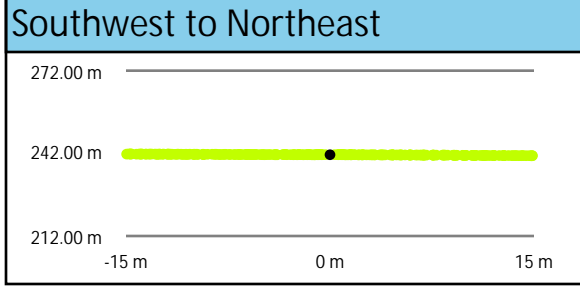 Southwest to Northeast
272.00 m
242.00 m
212.00 m
-15 m 0 m 15 m